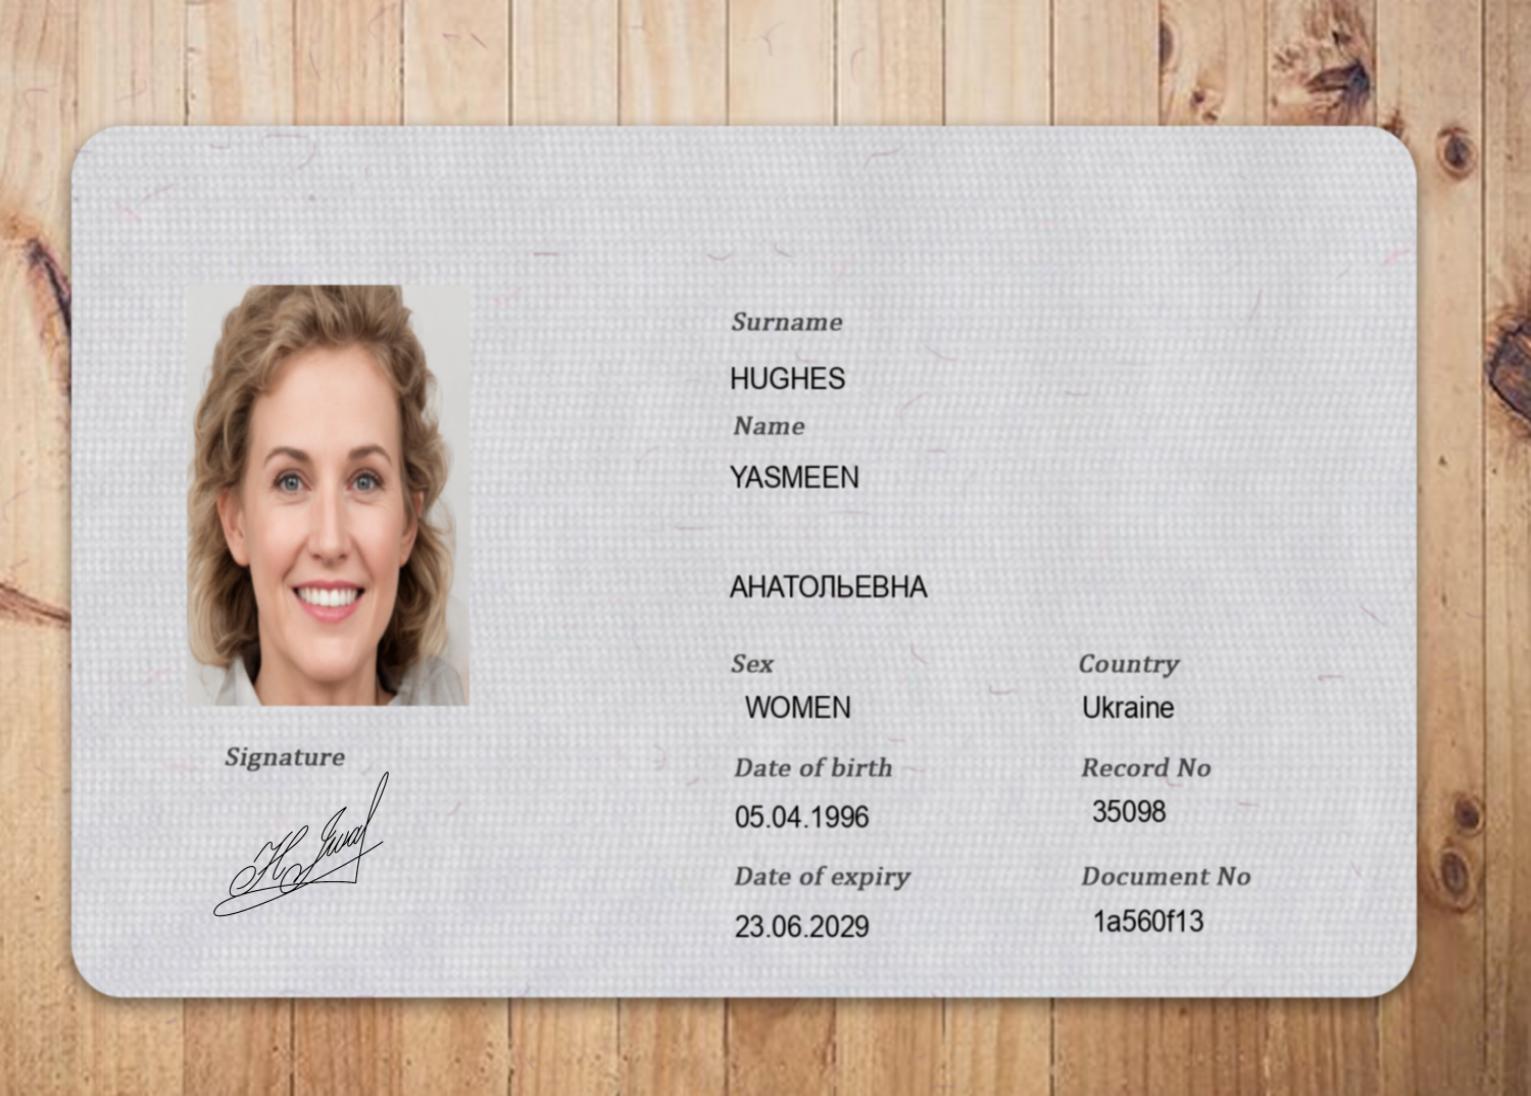 Surname
HUGHES
Name
YASMEEN
АНАТОЛЬЕВНА
Sex Country
WOMEN Ukraine
Date of birth Record No
05.04.1996 35098
Date of expiry Document No
23.06.2029 1a560f13
Signature